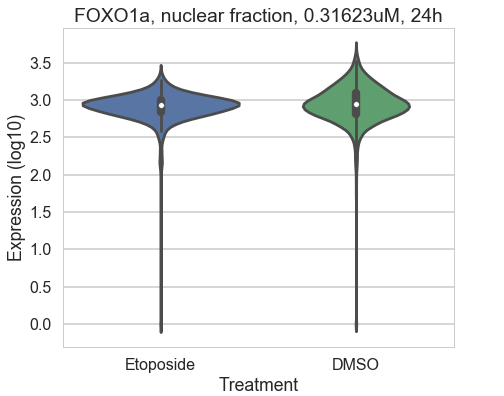 FOXO1a, nuclear fraction, 0.31623uM, 24h
Expression (log10)
3.5
3.0
2.5
2.0
1.5
1.0
0.5
0.0
Etoposide DMSO
Treatment